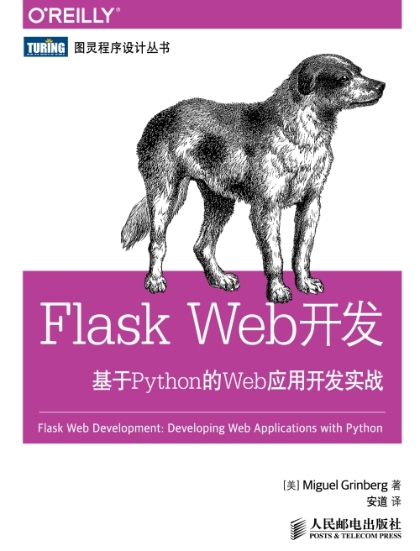 O'REILLY®
TURING 图灵程序设计丛书
Flask Web开发
基于Python的Web应用开发实战
Flask Web Development: Developing Web Applications with Python
[美] Miguel Grinberg 著
安道 译
人民邮电出版社
POSTS & TELECOM PRESS